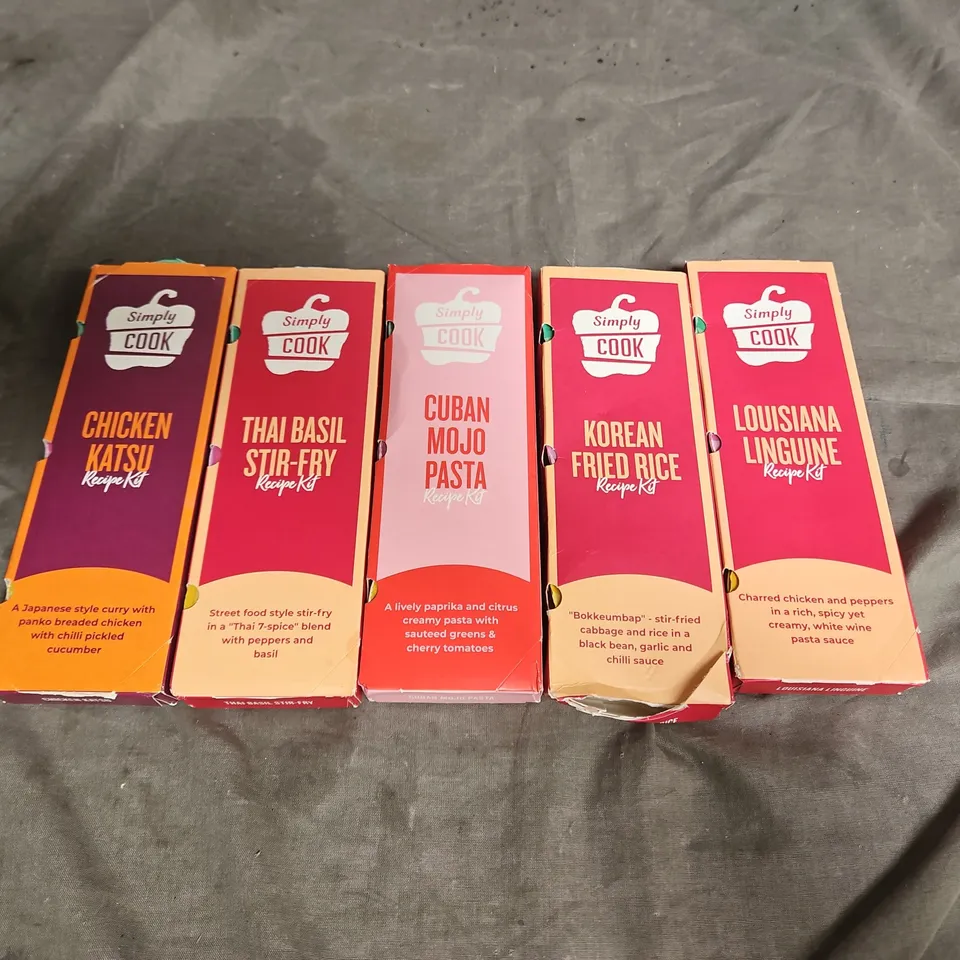 Simply
COOK
CHICKEN
KATSU
Recipe Kit
A Japanese style curry with
panko breaded chicken
with chilli pickled
cucumber
CHICKEN KATSU
Simply
COOK
THAI BASIL
STIR-FRY
Recipe Kit
Street food style stir-fry
in a "Thai 7-spice" blend
with peppers and
basil
THAI BASIL STIR-FRY
Simply
COOK
CUBAN
MOJO
PASTA
Recipe Kit
A lively paprika and citrus
creamy pasta with
sauteed greens &
cherry tomatoes
CUBAN MOJO PASTA
Simply
COOK
KOREAN
FRIED RICE
Recipe Kit
"Bokkeumbap" - stir-fried
cabbage and rice in a
black bean, garlic and
chilli sauce
RICE
Simply
COOK
LOUISIANA
LINGUINE
Recipe Kit
Charred chicken and peppers
in a rich, spicy yet
creamy, white wine
pasta sauce
LOUISIANA LINGUINE